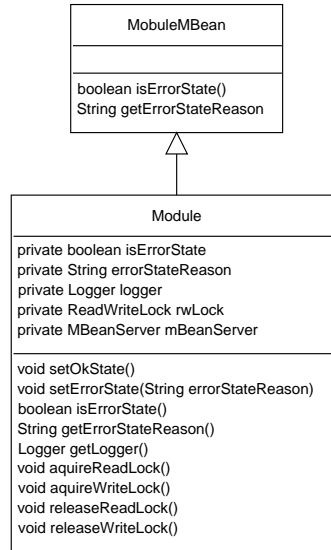 MobuleMBean
boolean isErrorState()
String getErrorStateReason
Module
private boolean isErrorState
private String errorStateReason
private Logger logger
private ReadWriteLock rwLock
private MBeanServer mBeanServer
void setOkState()
void setErrorState(String errorStateReason)
boolean isErrorState()
String getErrorStateReason()
Logger getLogger()
void aquireReadLock()
void aquireWriteLock()
void releaseReadLock()
void releaseWriteLock()